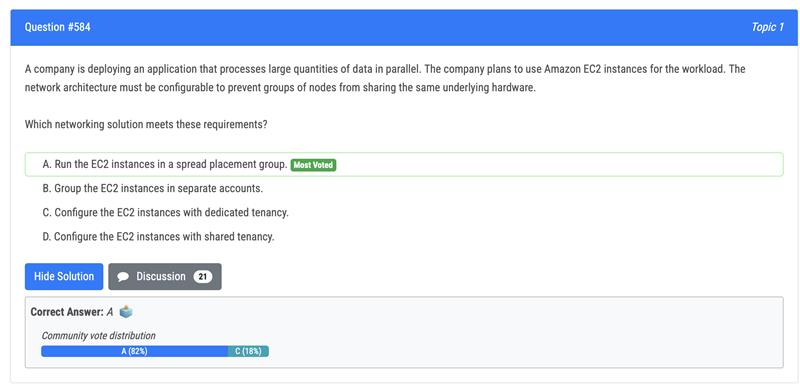 Question #584 Topic 1
A company is deploying an application that processes large quantities of data in parallel. The company plans to use Amazon EC2 instances for the workload. The
network architecture must be configurable to prevent groups of nodes from sharing the same underlying hardware.
Which networking solution meets these requirements?
A. Run the EC2 instances in a spread placement group. Most Voted
B. Group the EC2 instances in separate accounts.
C. Configure the EC2 instances with dedicated tenancy.
D. Configure the EC2 instances with shared tenancy.
Hide Solution Discussion 21
Correct Answer: A
Community vote distribution
A (82%) C (18%)